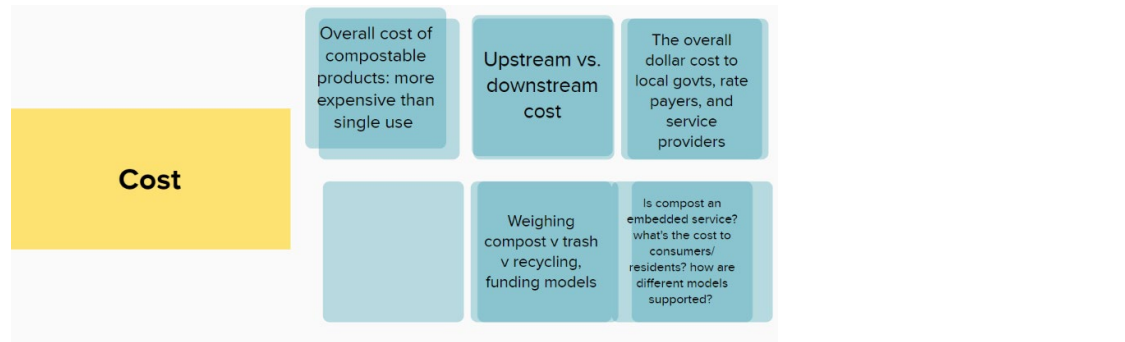 Cost
Overall cost of
compostable
products: more
expensive than
single use
Upstream vs.
downstream
cost
The overall
dollar cost to
local govts, rate
payers, and
service
providers
Weighing
compost v trash
v recycling,
funding models
Is compost an
embedded service?
what's the cost to
consumers/
residents? how are
different models
supported?